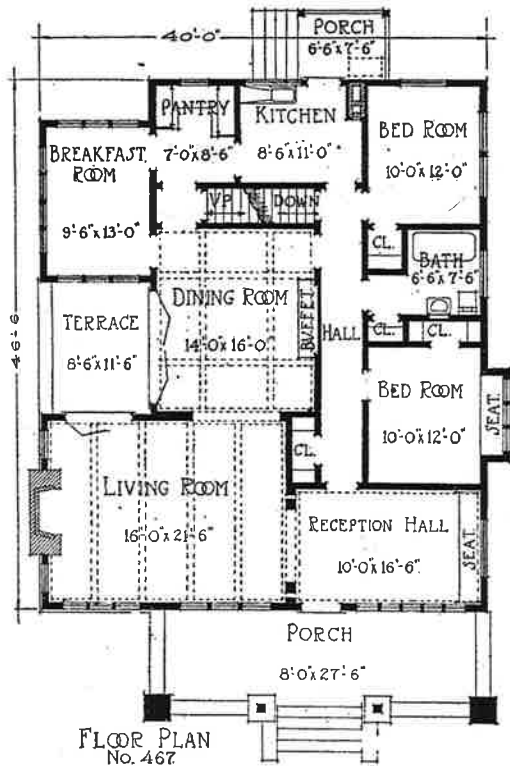 PORCH
6'-6" x 7'-6"
40'-0"
PANTRY
7'-0" x 8'-6"
KITCHEN
8'-6" x 11'-0"
BED ROOM
10'-0" x 12'-0"
BREAKFAST
ROOM
9'-6" x 13'-0"
UP
DOWN
CL.
BATH
6'-6" x 7'-6"
46'-6
DINING ROOM
14'-0" x 16'-0"
BUFFET
HALL
TERRACE
8'-6" x 11'-6"
CL.
CL.
BED ROOM
10'-0" x 12'-0"
SEAT
CL.
LIVING ROOM
16'-0" x 21'-6"
RECEPTION HALL
10'-0" x 16'-6"
SEAT
PORCH
8'-0" x 27'-6"
FLOOR PLAN
No. 467